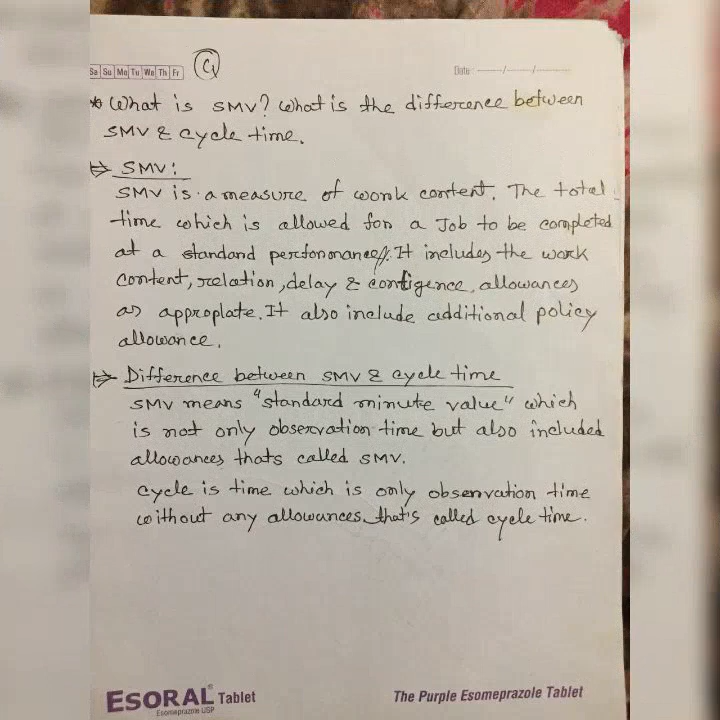 Sa Su Mo Tu We Th Fr
Date
* What is SMV? What is the difference between
SMV & cycle time.
⇒ SMV:
SMV is a measure of work content. The total
time which is allowed for a Job to be completed
at a standard performance. It includes the work
content, relation, delay & contigence allowances
as approplate. It also include additional policy
allowance.
⇒ Difference between SMV & cycle time
SMV means "standard minute value" which
is not only observation time but also included
allowances thats called SMV.
cycle is time which is only observation time
without any allowances that's called cycle time.
ESORAL® Tablet
Esomeprazole USP
The Purple Esomeprazole Tablet